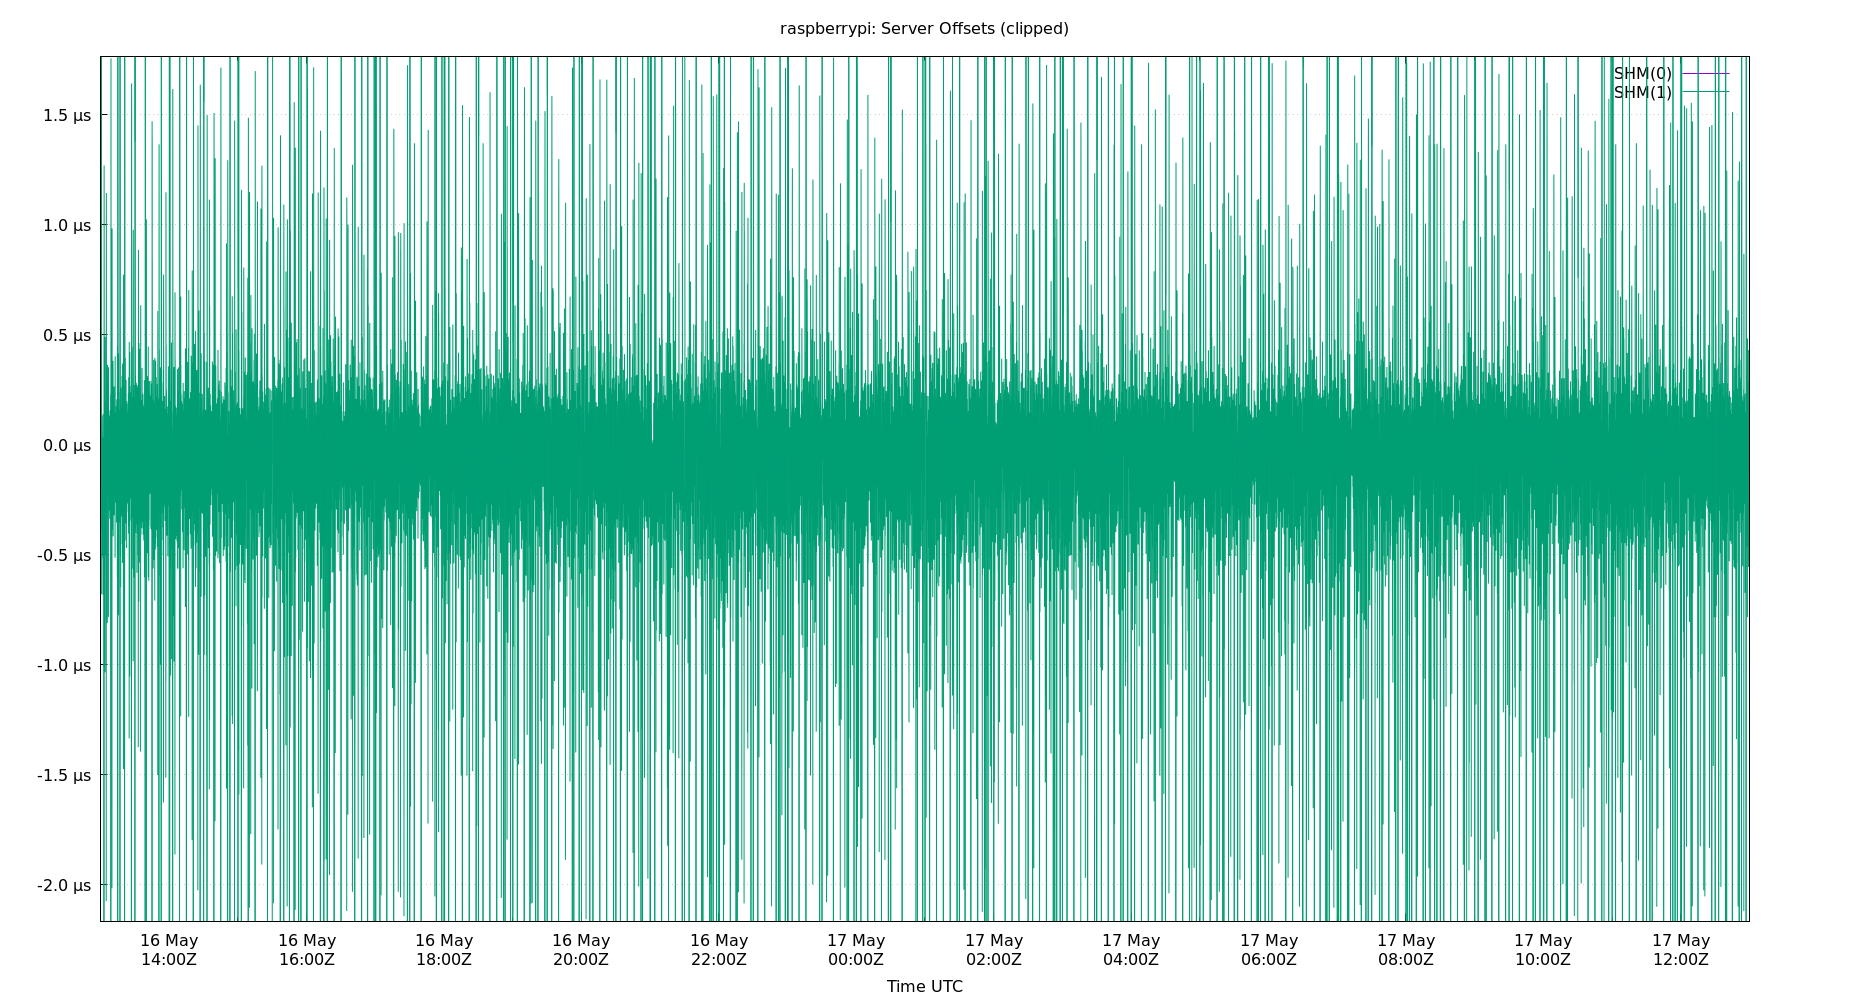 raspberrypi: Server Offsets (clipped)
SHM(0)
SHM(1)
1.5 µs
1.0 µs
0.5 µs
0.0 µs
-0.5 µs
-1.0 µs
-1.5 µs
-2.0 µs
16 May 16 May 16 May 16 May 16 May 17 May 17 May 17 May 17 May 17 May 17 May 17 May
14:00Z 16:00Z 18:00Z 20:00Z 22:00Z 00:00Z 02:00Z 04:00Z 06:00Z 08:00Z 10:00Z 12:00Z
Time UTC